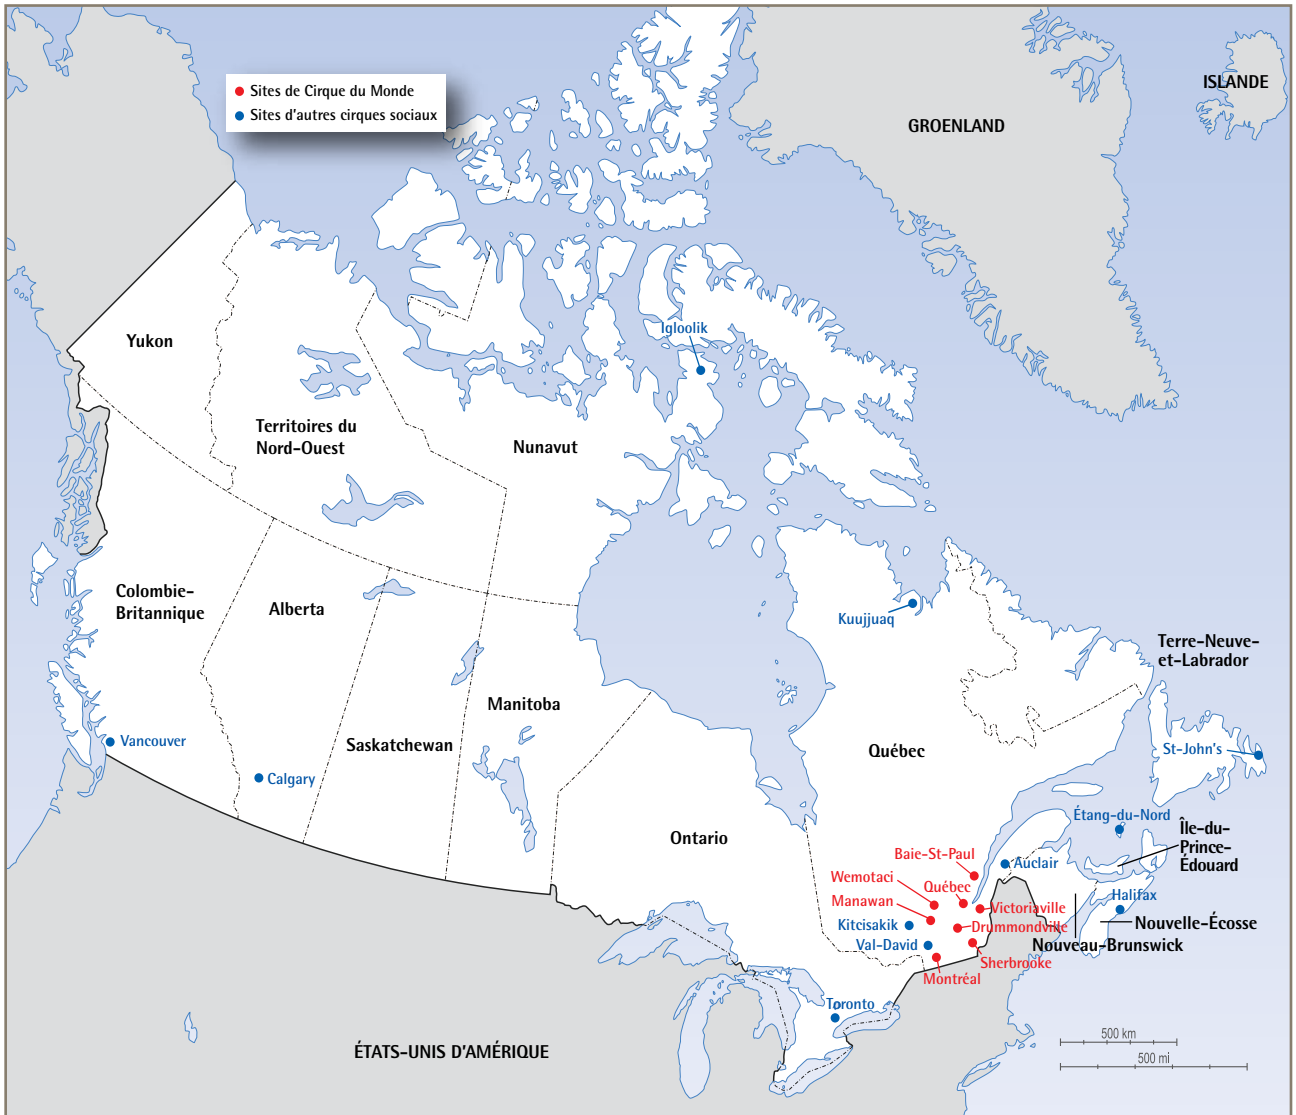 Sites de Cirque du Monde
Sites d'autres cirques sociaux
ISLANDE
GROENLAND
Igloolik
Yukon
Territoires du
Nord-Ouest
Nunavut
Colombie-
Britannique
Alberta
Kuujjuaq
Terre-Neuve-
et-Labrador
Manitoba
Vancouver
Saskatchewan
Québec
St-John's
Calgary
Étang-du-Nord
Île-du-
Prince-
Édouard
Ontario
Baie-St-Paul
Auclair
Wemotaci
Québec
Halifax
Manawan
Victoriaville
Kitcisakik
Drummondville
Nouvelle-Écosse
Val-David
Nouveau-Brunswick
Sherbrooke
Montréal
Toronto
500 km
500 mi
ÉTATS-UNIS D'AMÉRIQUE